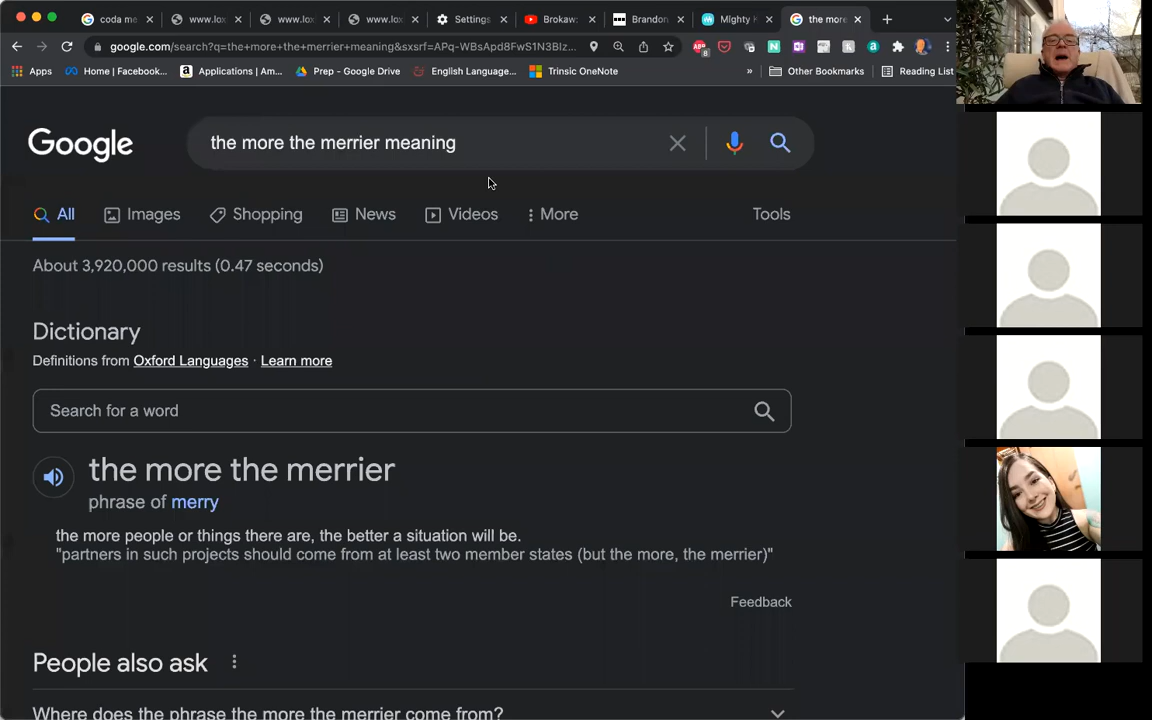 coda me
www.lox
www.lox
www.lox
Settings
Brokaw:
Brandon
Mighty
the more
google.com/search?q=the+more+the+merrier+meaning&sxsrf=APq-WBsApd8FwS1N3BIz...
8
Apps
Home | Facebook...
Applications | Am...
Prep - Google Drive
English Language...
Trinsic OneNote
»
Other Bookmarks
Reading List
Google
the more the merrier meaning
All
Images
Shopping
News
Videos
More
Tools
About 3,920,000 results (0.47 seconds)
Dictionary
Definitions from Oxford Languages · Learn more
Search for a word
the more the merrier
phrase of merry
the more people or things there are, the better a situation will be.
"partners in such projects should come from at least two member states (but the more, the merrier)"
Feedback
People also ask
Where does the phrase the more the merrier come from?